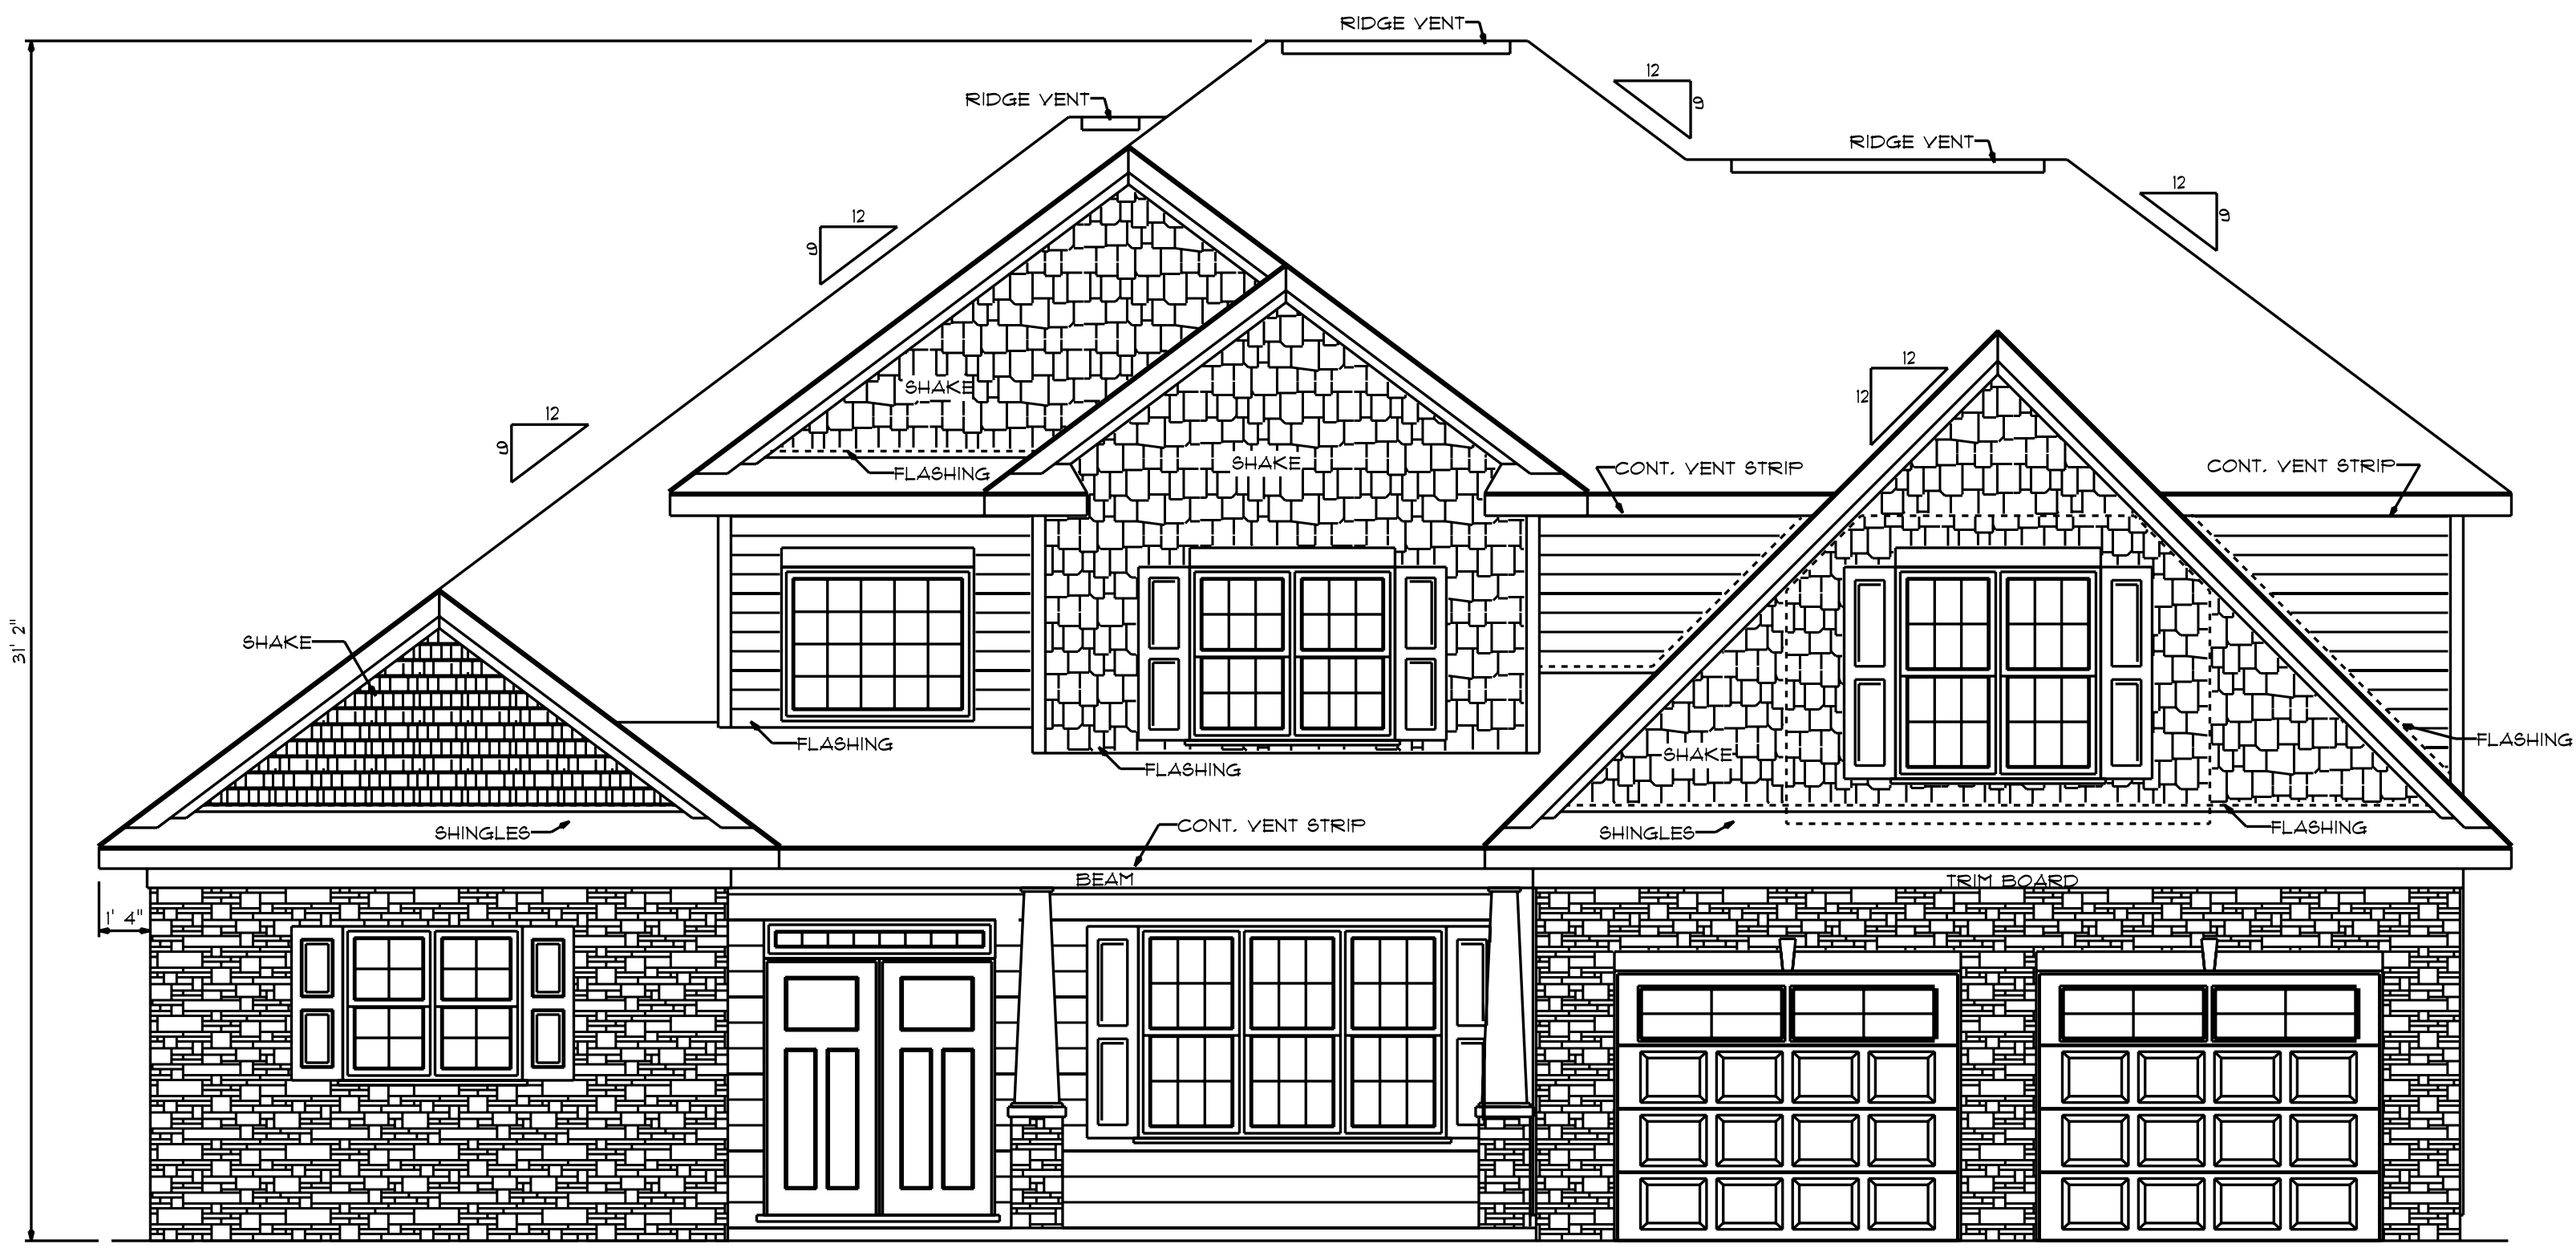 RIDGE VENT
12
9
RIDGE VENT
RIDGE VENT
12
9
12
9
12
12
12
9
SHAKE
SHAKE
FLASHING
CONT. VENT STRIP
CONT. VENT STRIP
31' 2"
SHAKE
FLASHING
FLASHING
SHAKE
FLASHING
SHINGLES
CONT. VENT STRIP
SHINGLES
FLASHING
BEAM
TRIM BOARD
1' 4"